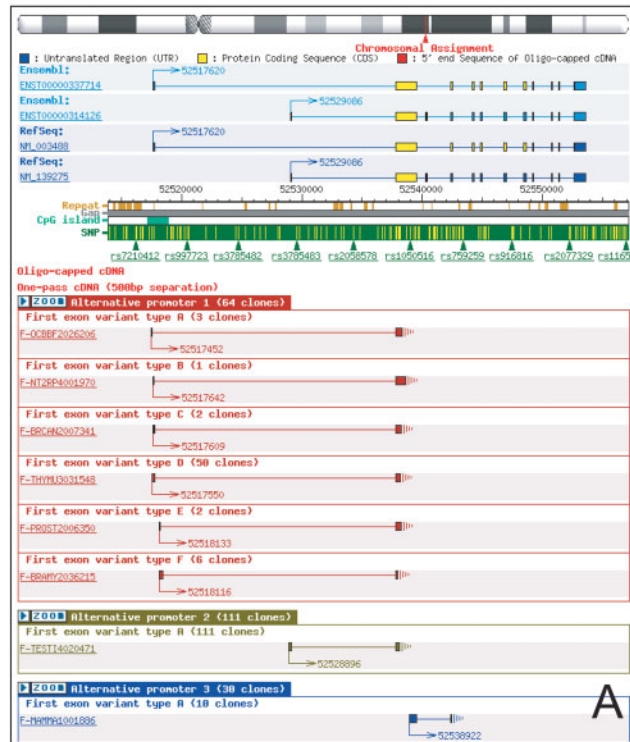 Chromosomal Assignment
: Untranslated Region (UTR) : Protein Coding Sequence (CDS) : 5' end Sequence of Oligo-capped cDNA
Ensembl:
52517620
ENST00000337714
Ensembl:
52529086
ENST00000314126
RefSeq:
52517620
NM_003488
RefSeq:
52529086
NM_139275
52520000 52530000 52540000 52550000
Repeat
Gap
CpG island
SNP
rs7210412 rs997723 rs3785482 rs3785483 rs2058578 rs1050516 rs759259 rs916816 rs2077329 rs1165
Oligo-capped cDNA
One-pass cDNA (500bp separation)
ZOOM Alternative promoter 1 (64 clones)
First exon variant type A (3 clones)
F-OCBBF2026206
52517452
First exon variant type B (1 clones)
F-NT2RP4001970
52517642
First exon variant type C (2 clones)
F-BRCAN2007341
52517609
First exon variant type D (50 clones)
F-THYMU3031548
52517550
First exon variant type E (2 clones)
F-PROST2006350
52518133
First exon variant type F (6 clones)
F-BRAMY2036215
52518116
ZOOM Alternative promoter 2 (111 clones)
First exon variant type A (111 clones)
F-TESTI4020471
52528896
ZOOM Alternative promoter 3 (30 clones)
First exon variant type A (10 clones)
F-MAMMA1001886
52538922
A